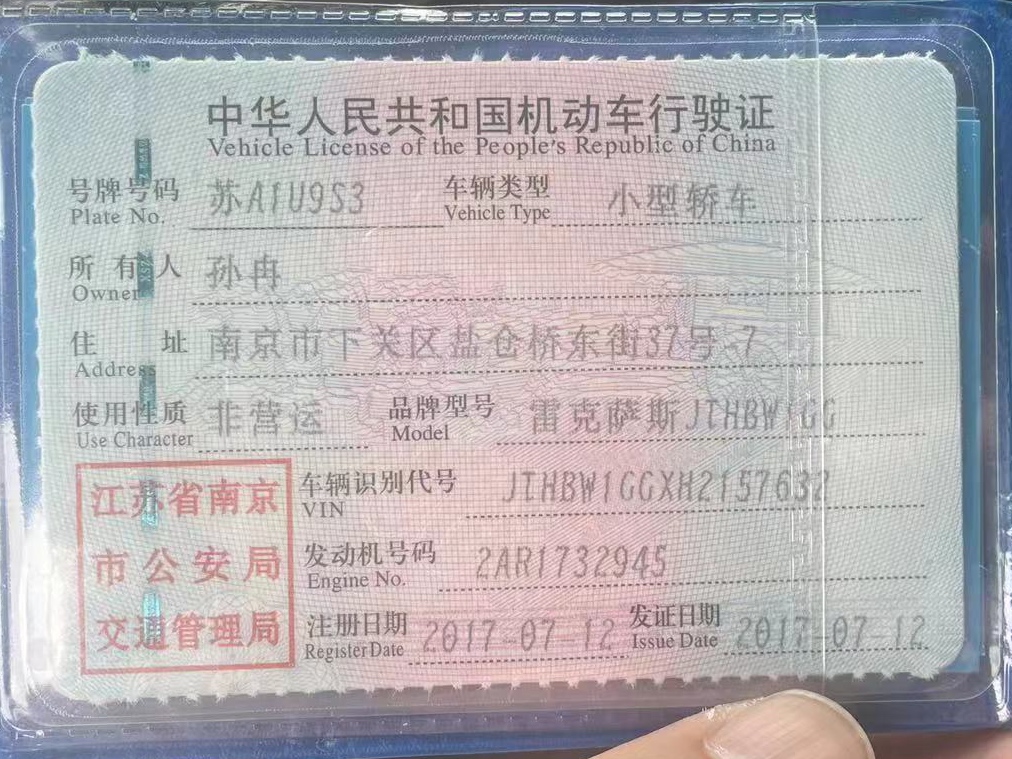 中华人民共和国机动车行驶证
Vehicle License of the People's Republic of China
号牌号码 苏A1U9S3 车辆类型 小型轿车
Plate No. Vehicle Type
所有人 孙冉
Owner
住址 南京市下关区盐仓桥东街37号-7
Address
使用性质 非营运 品牌型号 雷克萨斯JTHBW1GG
Use Character Model
江苏省南京
市公安局
交通管理局
车辆识别代号 JTHBW1GGXH2157632
VIN
发动机号码 2AR1732945
Engine No.
注册日期 2017-07-12 发证日期 2017-07-12
Register Date Issue Date